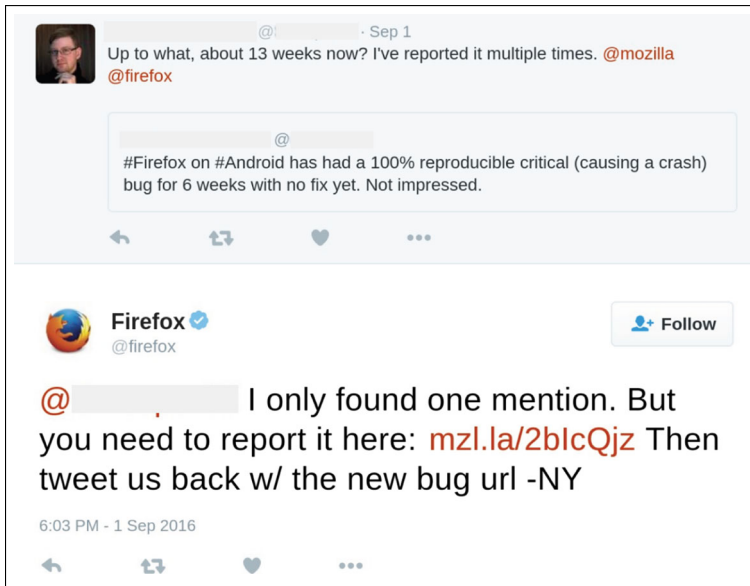 @ · Sep 1
Up to what, about 13 weeks now? I've reported it multiple times. @mozilla
@firefox
@
#Firefox on #Android has had a 100% reproducible critical (causing a crash)
bug for 6 weeks with no fix yet. Not impressed.
Firefox
@firefox
Follow
@ I only found one mention. But
you need to report it here: mzl.la/2bIcQjz Then
tweet us back w/ the new bug url -NY
6:03 PM - 1 Sep 2016